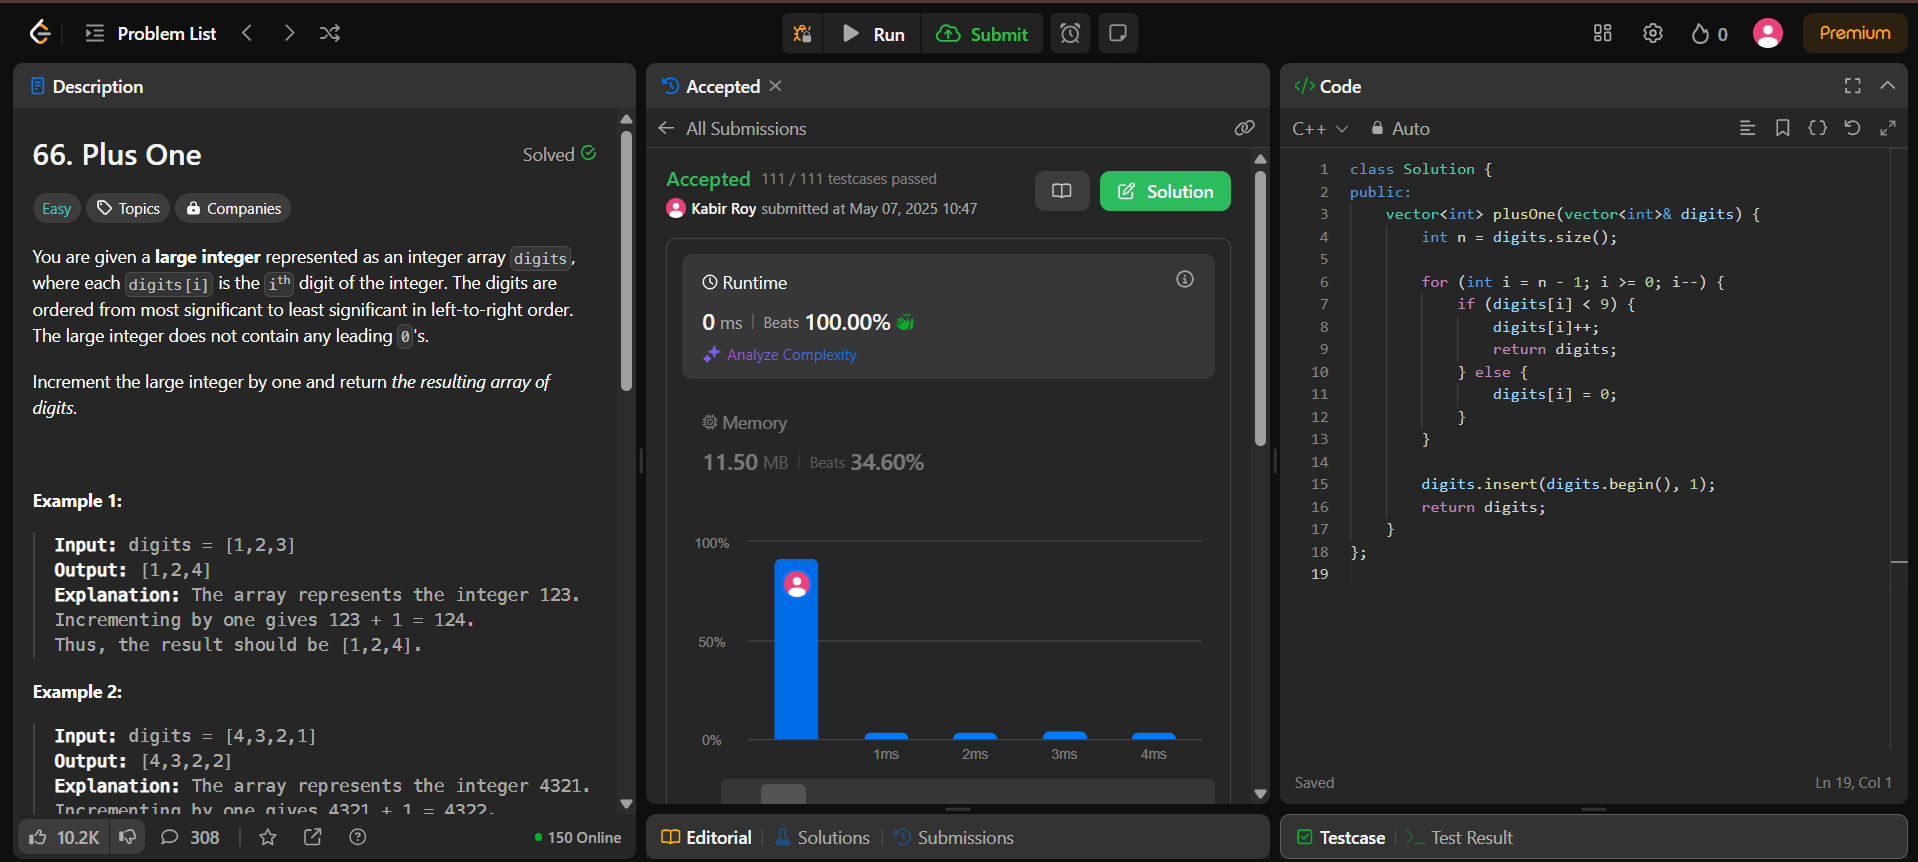 Problem List
Run
Submit
0
Premium
Description
66. Plus One
Solved
Easy
Topics
Companies
You are given a large integer represented as an integer array digits,
where each digits[i] is the ith digit of the integer. The digits are
ordered from most significant to least significant in left-to-right order.
The large integer does not contain any leading 0's.
Increment the large integer by one and return the resulting array of
digits.
Example 1:
Input: digits = [1,2,3]
Output: [1,2,4]
Explanation: The array represents the integer 123.
Incrementing by one gives 123 + 1 = 124.
Thus, the result should be [1,2,4].
Example 2:
Input: digits = [4,3,2,1]
Output: [4,3,2,2]
Explanation: The array represents the integer 4321.
Incrementing by one gives 4321 + 1 = 4322.
10.2K
308
150 Online
Accepted
All Submissions
Accepted 111 / 111 testcases passed
Kabir Roy submitted at May 07, 2025 10:47
Solution
Runtime
0 ms | Beats 100.00%
Analyze Complexity
Memory
11.50 MB | Beats 34.60%
100%
50%
0%
1ms 2ms 3ms 4ms
Editorial
Solutions
Submissions
</> Code
C++
Auto
1 class Solution {
2 public:
3     vector<int> plusOne(vector<int>& digits) {
4         int n = digits.size();
5
6         for (int i = n - 1; i >= 0; i--) {
7             if (digits[i] < 9) {
8                 digits[i]++;
9                 return digits;
10             } else {
11                 digits[i] = 0;
12             }
13         }
14
15         digits.insert(digits.begin(), 1);
16         return digits;
17     }
18 };
19
Saved
Ln 19, Col 1
Testcase
Test Result